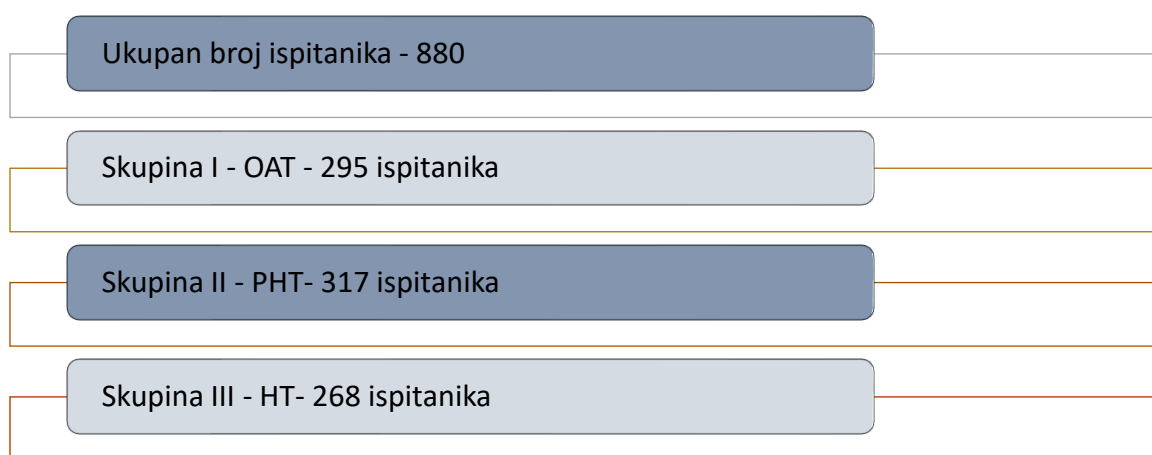 Ukupan broj ispitanika - 880
Skupina I - OAT - 295 ispitanika
Skupina II - PHT- 317 ispitanika
Skupina III - HT- 268 ispitanika